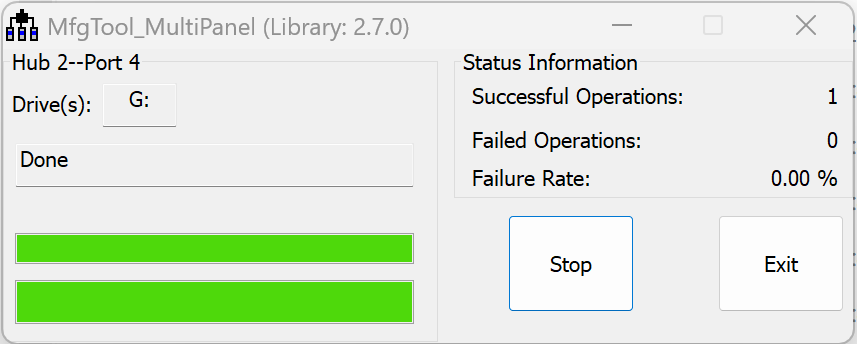 MfgTool_MultiPanel (Library: 2.7.0)
Hub 2--Port 4
Drive(s): G:
Done
Status Information
Successful Operations: 1
Failed Operations: 0
Failure Rate: 0.00 %
Stop
Exit